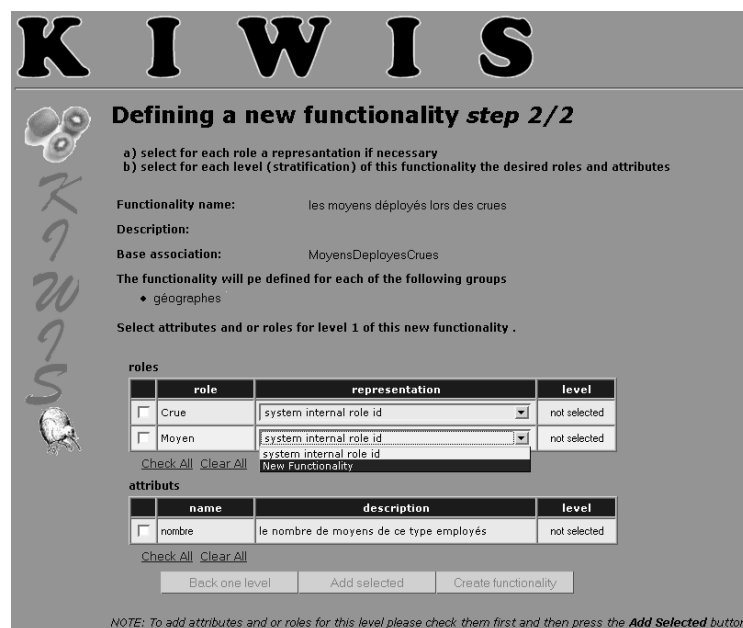 KIWIS
Defining a new functionality step 2/2
a) select for each role a represantation if necessary
b) select for each level (stratification) of this functionality the desired roles and attributes
KIWIS
Functionality name: les moyens déployés lors des crues
Description:
Base association: MoyensDeployesCrues
The functionality will pe defined for each of the following groups
• géographes
Select attributes and or roles for level 1 of this new functionality .
roles
role representation level
Crue system internal role id not selected
Moyen system internal role id not selected
system internal role id
New Functionality
Check All Clear All
attributs
name description level
nombre le nombre de moyens de ce type employés not selected
Check All Clear All
Back one level Add selected Create functionality
NOTE: To add attributes and or roles for this level please check them first and then press the Add Selected button